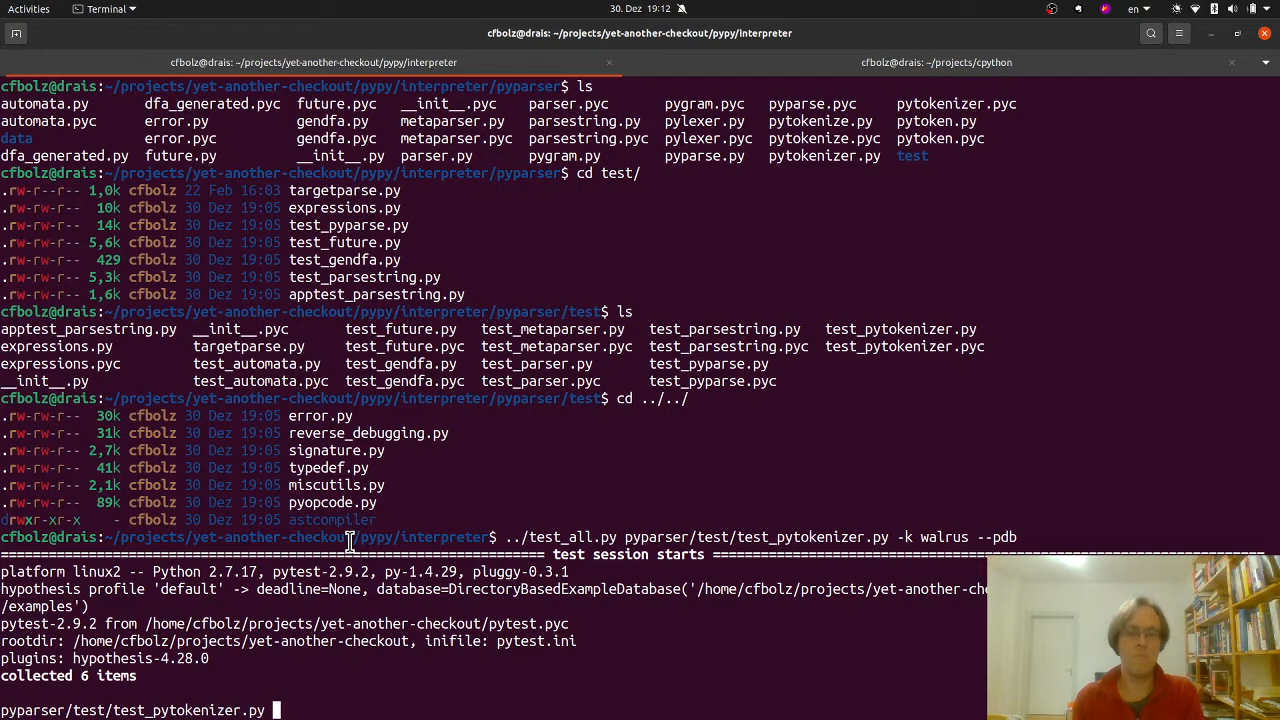 Activities Terminal 30. Dez 19:12 en
cfbolz@drais: ~/projects/yet-another-checkout/pypy/interpreter
cfbolz@drais: ~/projects/yet-another-checkout/pypy/interpreter × cfbolz@drais: ~/projects/cpython ×
cfbolz@drais:~/projects/yet-another-checkout/pypy/interpreter/pyparser$ ls
automata.py dfa_generated.pyc future.pyc __init__.pyc parser.pyc pygram.pyc pyparse.pyc pytokenizer.pyc
automata.pyc error.py gendfa.py metaparser.py parsestring.py pylexer.py pytokenize.py pytoken.py
data error.pyc gendfa.pyc metaparser.pyc parsestring.pyc pylexer.pyc pytokenize.pyc pytoken.pyc
dfa_generated.py future.py __init__.py parser.py pygram.py pyparse.py pytokenizer.py test
cfbolz@drais:~/projects/yet-another-checkout/pypy/interpreter/pyparser$ cd test/
.rw-r--r-- 1,0k cfbolz 22 Feb 16:03 targetparse.py
.rw-rw-r-- 10k cfbolz 30 Dez 19:05 expressions.py
.rw-rw-r-- 14k cfbolz 30 Dez 19:05 test_pyparse.py
.rw-rw-r-- 5,6k cfbolz 30 Dez 19:05 test_future.py
.rw-rw-r-- 429 cfbolz 30 Dez 19:05 test_gendfa.py
.rw-rw-r-- 5,3k cfbolz 30 Dez 19:05 test_parsestring.py
.rw-rw-r-- 1,6k cfbolz 30 Dez 19:05 apptest_parsestring.py
cfbolz@drais:~/projects/yet-another-checkout/pypy/interpreter/pyparser/test$ ls
apptest_parsestring.py __init__.pyc test_future.py test_metaparser.py test_parsestring.py test_pytokenizer.py
expressions.py targetparse.py test_future.pyc test_metaparser.pyc test_parsestring.pyc test_pytokenizer.pyc
expressions.pyc test_automata.py test_gendfa.py test_parser.py test_pyparse.py
__init__.py test_automata.pyc test_gendfa.pyc test_parser.pyc test_pyparse.pyc
cfbolz@drais:~/projects/yet-another-checkout/pypy/interpreter/pyparser/test$ cd ../../
.rw-rw-r-- 30k cfbolz 30 Dez 19:05 error.py
.rw-rw-r-- 31k cfbolz 30 Dez 19:05 reverse_debugging.py
.rw-rw-r-- 2,7k cfbolz 30 Dez 19:05 signature.py
.rw-rw-r-- 41k cfbolz 30 Dez 19:05 typedef.py
.rw-rw-r-- 2,1k cfbolz 30 Dez 19:05 miscutils.py
.rw-rw-r-- 89k cfbolz 30 Dez 19:05 pyopcode.py
drwxr-xr-x - cfbolz 30 Dez 19:05 astcompiler
cfbolz@drais:~/projects/yet-another-checkout/pypy/interpreter$ ../test_all.py pyparser/test/test_pytokenizer.py -k walrus --pdb
==================================================================== test session starts ======================================================================
platform linux2 -- Python 2.7.17, pytest-2.9.2, py-1.4.29, pluggy-0.3.1
hypothesis profile 'default' -> deadline=None, database=DirectoryBasedExampleDatabase('/home/cfbolz/projects/yet-another-che
/examples')
pytest-2.9.2 from /home/cfbolz/projects/yet-another-checkout/pytest.pyc
rootdir: /home/cfbolz/projects/yet-another-checkout, inifile: pytest.ini
plugins: hypothesis-4.28.0
collected 6 items
pyparser/test/test_pytokenizer.py